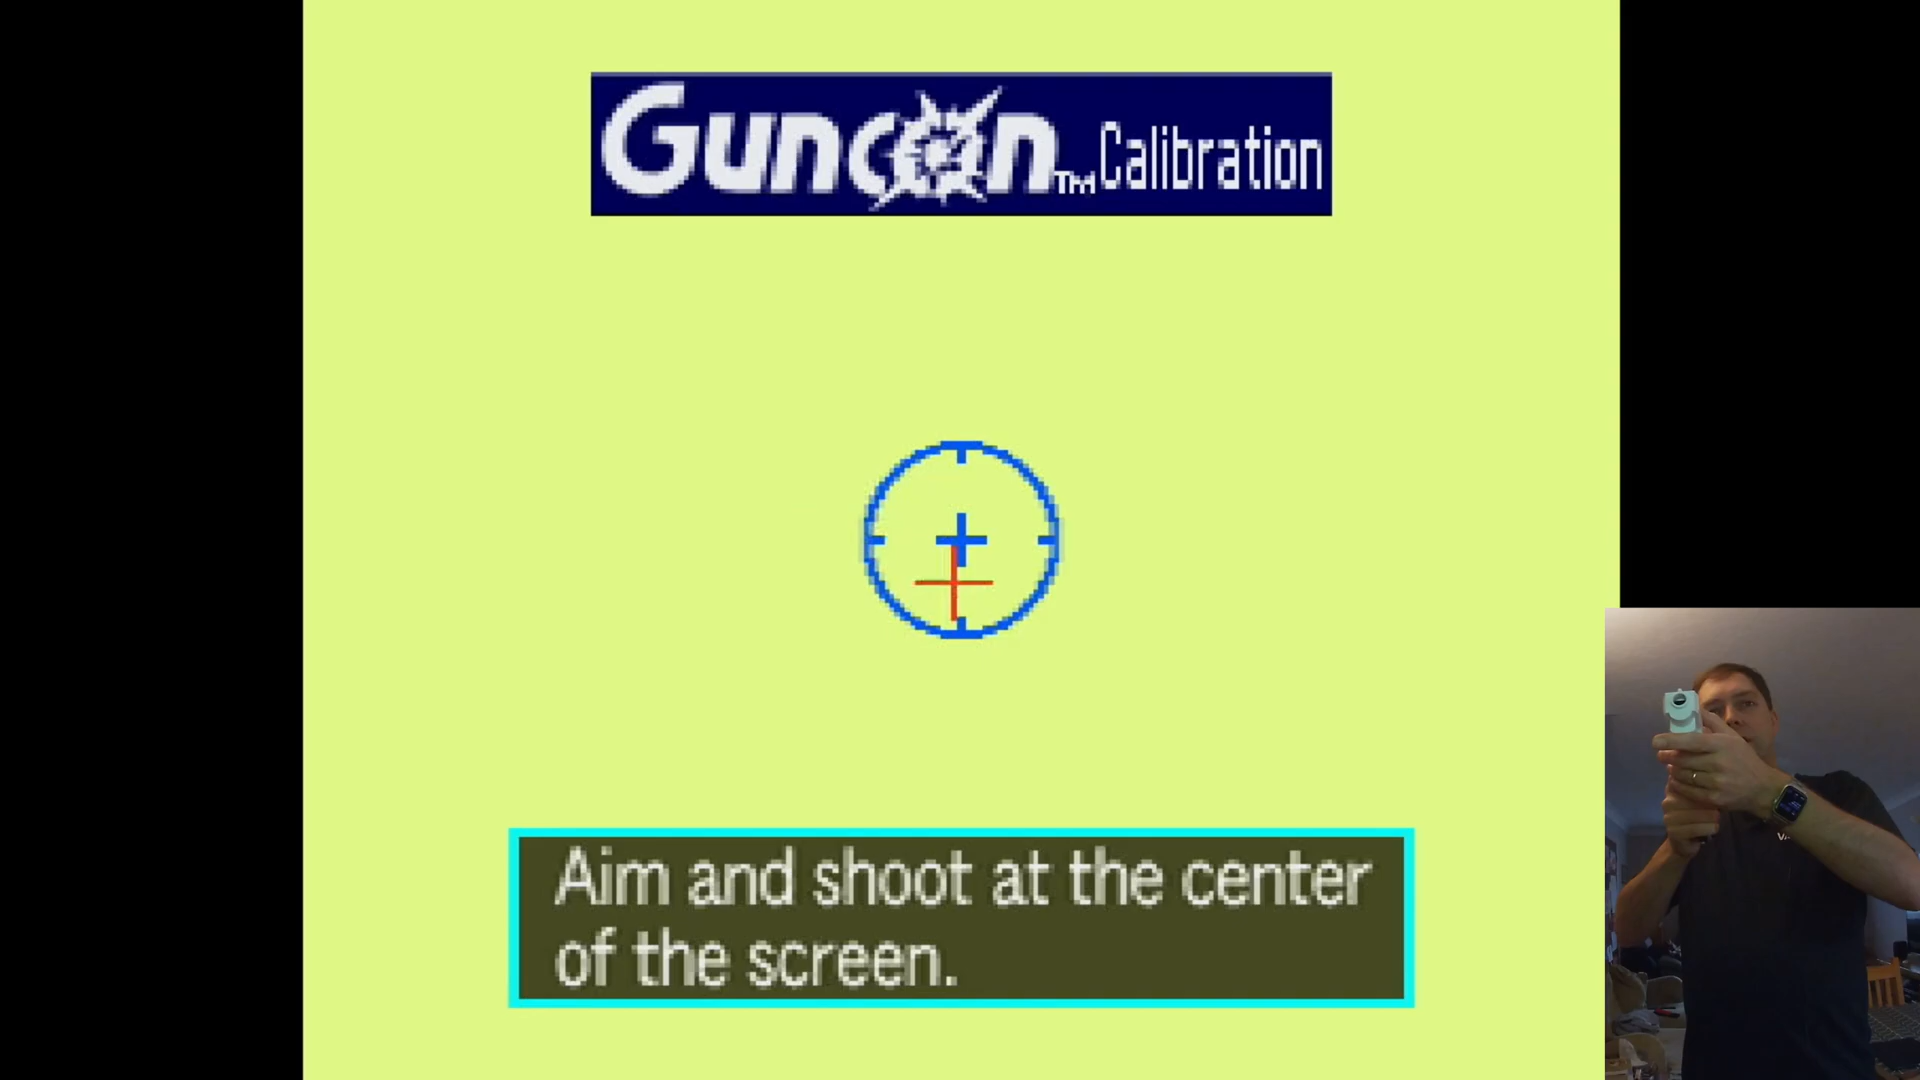 Guncon™ Calibration
Aim and shoot at the center
of the screen.